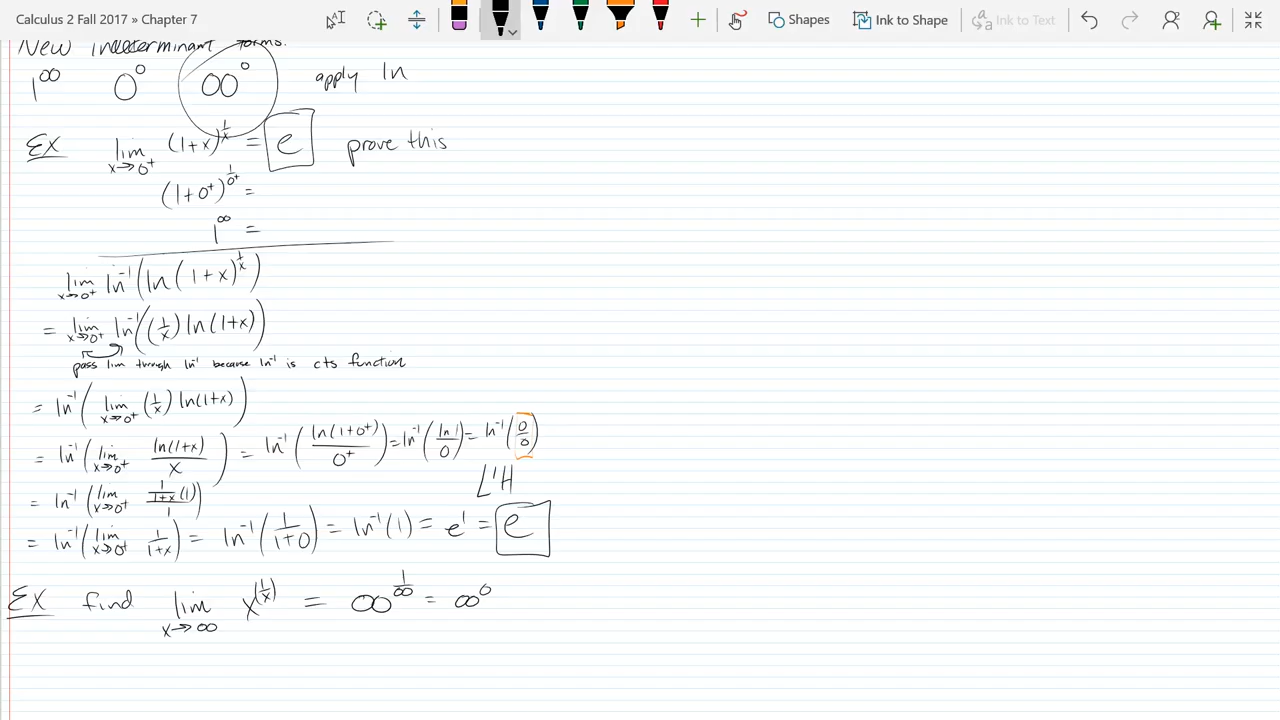 Calculus 2 Fall 2017 » Chapter 7
Shapes
Ink to Shape
Ink to Text
New indeterminant forms:
1^∞ 0^0 ∞^0 apply ln
EX lim x→0⁺ (1+x)^(1/x) = e prove this
(1+0⁺)^(1/0⁺) =
1^∞ =
lim x→0⁺ ln⁻¹(ln(1+x)^(1/x))
= lim x→0⁺ ln⁻¹((1/x) ln(1+x))
pass lim through ln⁻¹ because ln⁻¹ is cts function
= ln⁻¹(lim x→0⁺ (1/x) ln(1+x))
= ln⁻¹(lim x→0⁺ ln(1+x)/x) = ln⁻¹(ln(1+0⁺)/0⁺) = ln⁻¹(ln1/0) = ln⁻¹(0/0)
L'H
= ln⁻¹(lim x→0⁺ (1/(1+x)(1))/1)
= ln⁻¹(lim x→0⁺ 1/(1+x)) = ln⁻¹(1/(1+0)) = ln⁻¹(1) = e¹ = e
EX find lim x→∞ x^(1/x) = ∞^(1/∞) = ∞^0